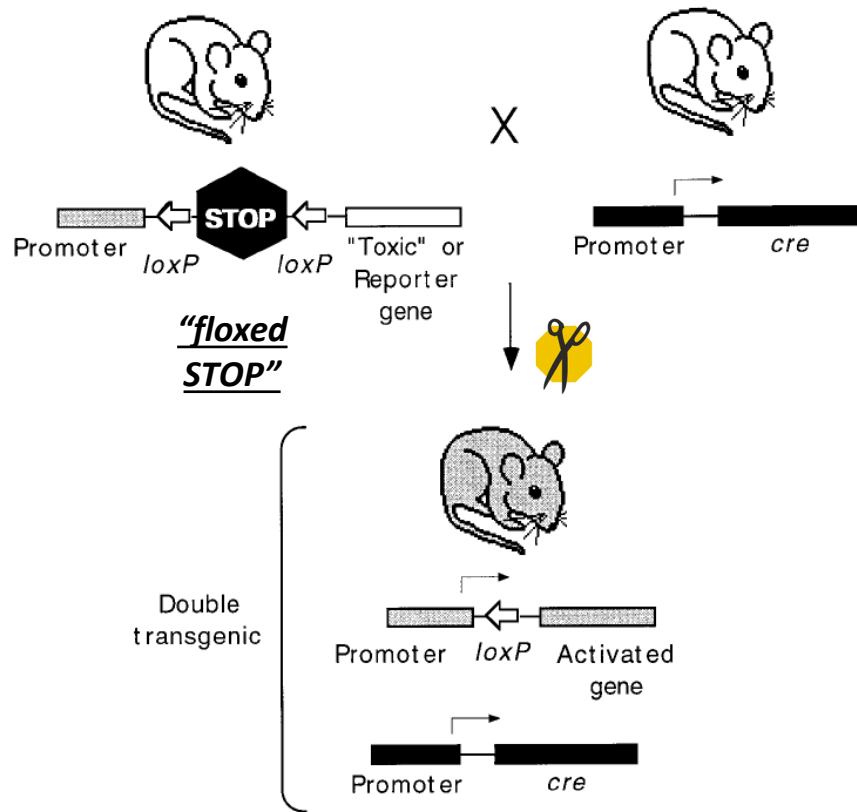 X
STOP
Promoter
loxP
loxP
"Toxic" or
Reporter
gene
Promoter
cre
“floxed
STOP”
Double
transgenic
Promoter
loxP
Activated
gene
Promoter
cre